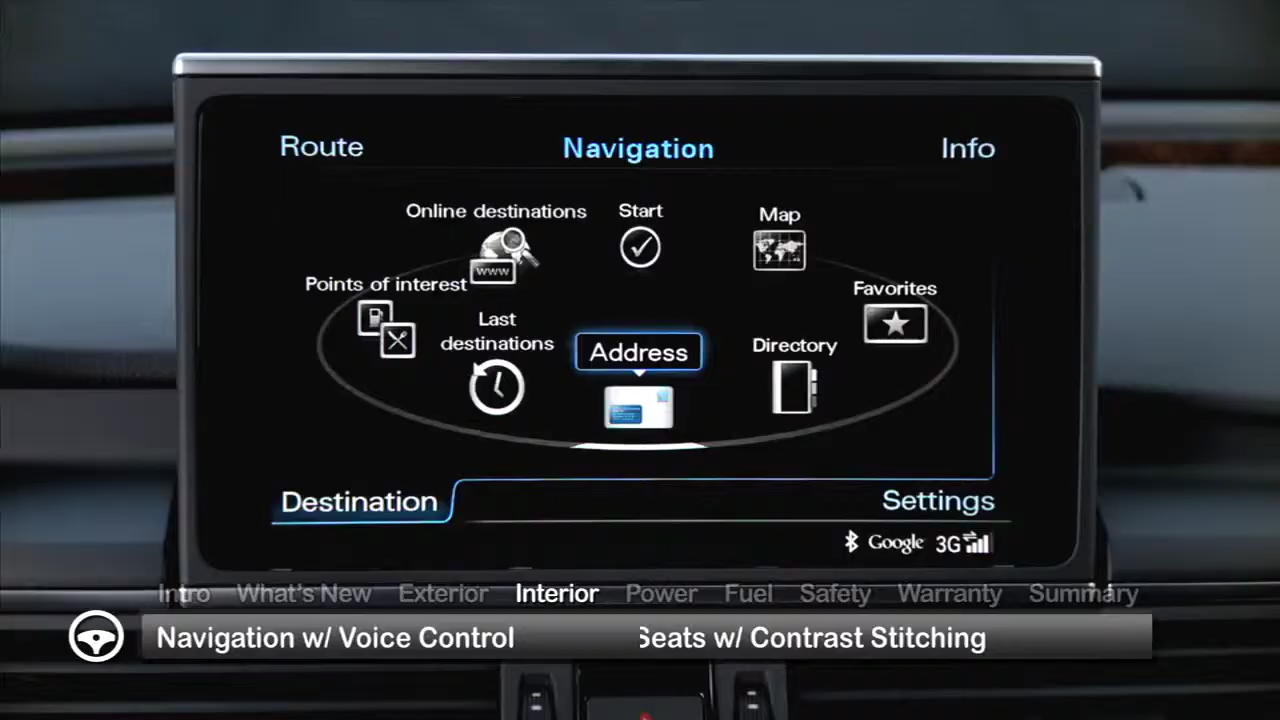 Route Navigation Info
Online destinations Start Map
www
Points of interest Favorites
Last
destinations
Address
Directory
Destination Settings
Google 3G
Intro What's New Exterior Interior Power Fuel Safety Warranty Summary
Navigation w/ Voice Control Seats w/ Contrast Stitching